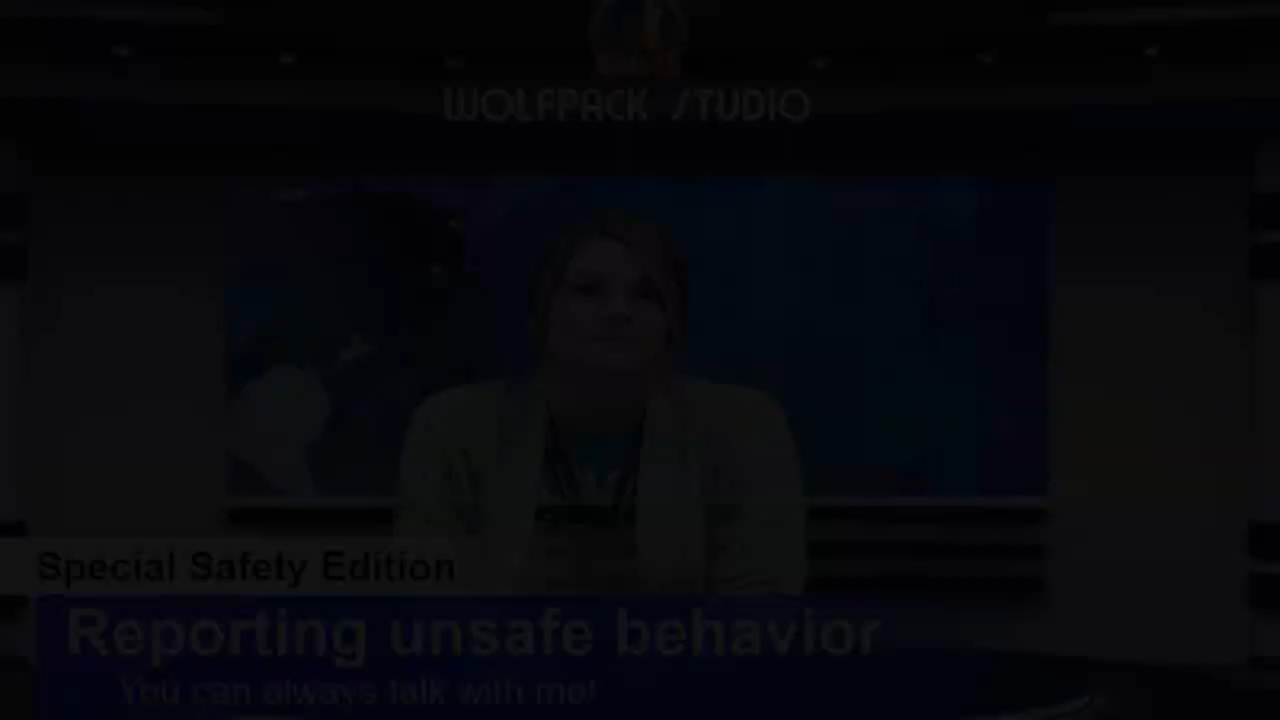 WOLFPACK STUDIO
Special Safety Edition
Reporting unsafe behavior
You can always talk with me!